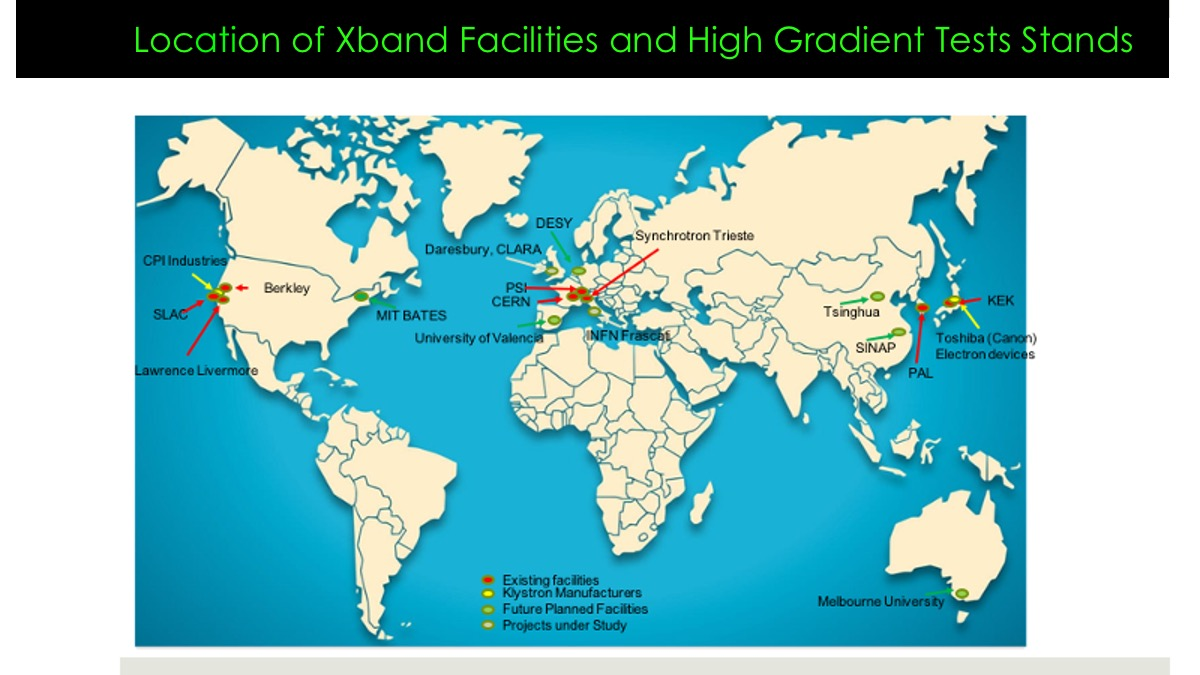 Location of Xband Facilities and High Gradient Tests Stands
DESY
Synchrotron Trieste
Daresbury, CLARA
CPI Industries
Berkley
PSI
CERN
KEK
SLAC
MIT BATES
Tsinghua
University of Valencia
INFN Frascati
Toshiba (Canon)
Electron devices
SINAP
Lawrence Livermore
PAL
Existing facilities
Klystron Manufacturers
Future Planned Facilities
Projects under Study
Melbourne University